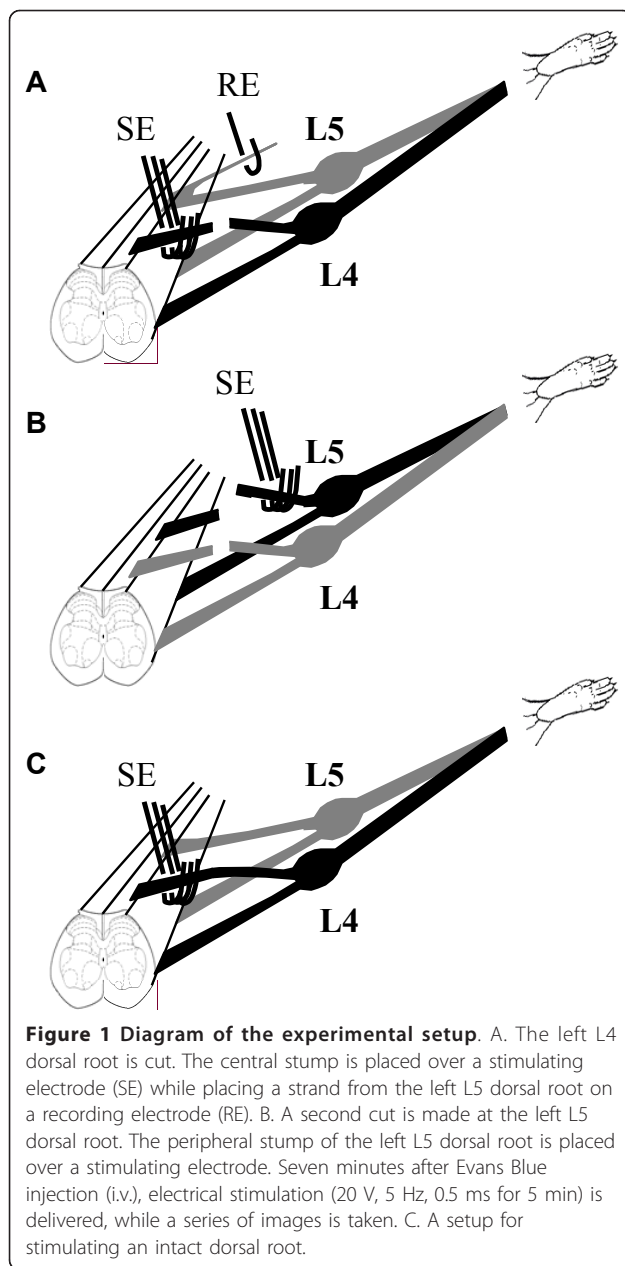 A
RE
SE
L5
L4
B
SE
L5
L4
C
SE
L5
L4
Figure 1 Diagram of the experimental setup. A. The left L4
dorsal root is cut. The central stump is placed over a stimulating
electrode (SE) while placing a strand from the left L5 dorsal root on
a recording electrode (RE). B. A second cut is made at the left L5
dorsal root. The peripheral stump of the left L5 dorsal root is placed
over a stimulating electrode. Seven minutes after Evans Blue
injection (i.v.), electrical stimulation (20 V, 5 Hz, 0.5 ms for 5 min) is
delivered, while a series of images is taken. C. A setup for
stimulating an intact dorsal root.